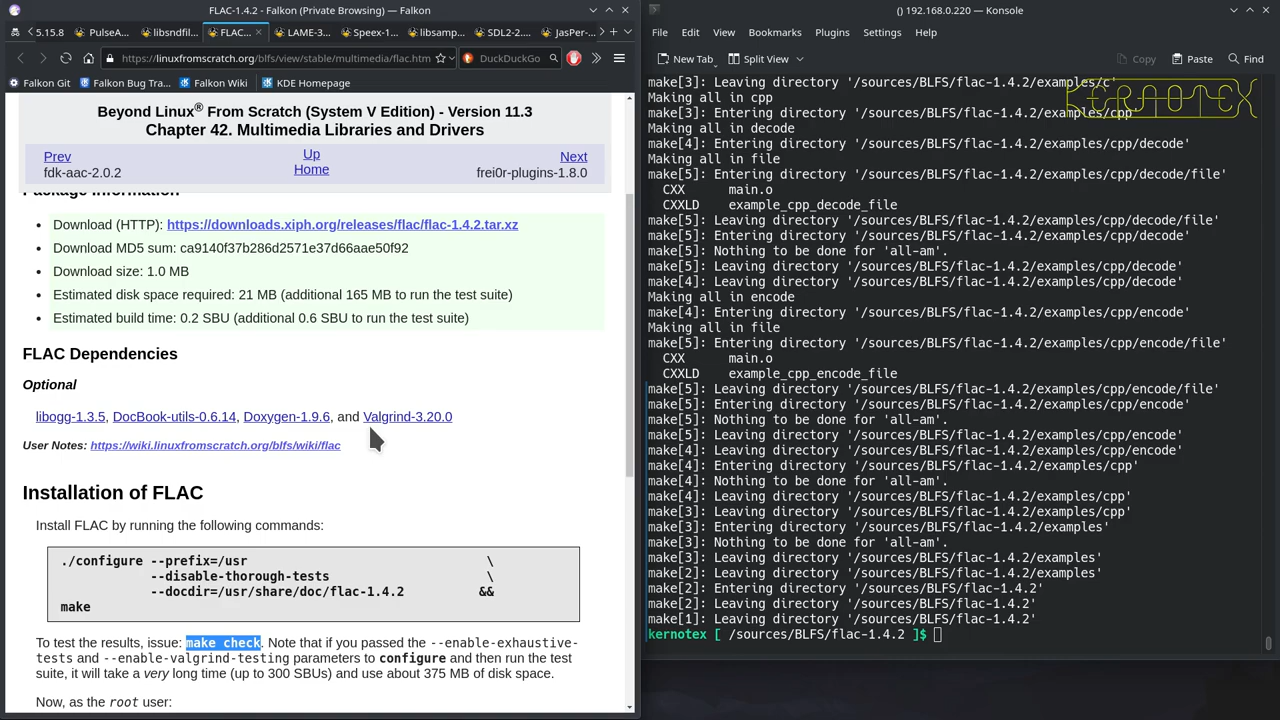 FLAC-1.4.2 - Falkon (Private Browsing) — Falkon
5.15.8
PulseA...
libsndfil...
FLAC...
LAME-3...
Speex-1...
libsamp...
SDL2-2....
JasPer-...
https://linuxfromscratch.org/blfs/view/stable/multimedia/flac.htm
DuckDuckGo
Falkon Git
Falkon Bug Tra...
Falkon Wiki
KDE Homepage
Beyond Linux® From Scratch (System V Edition) - Version 11.3
Chapter 42. Multimedia Libraries and Drivers
Prev
Up
Next
fdk-aac-2.0.2
Home
frei0r-plugins-1.8.0
Package Information
• Download (HTTP): https://downloads.xiph.org/releases/flac/flac-1.4.2.tar.xz
• Download MD5 sum: ca9140f37b286d2571e37d66aae50f92
• Download size: 1.0 MB
• Estimated disk space required: 21 MB (additional 165 MB to run the test suite)
• Estimated build time: 0.2 SBU (additional 0.6 SBU to run the test suite)
FLAC Dependencies
Optional
libogg-1.3.5, DocBook-utils-0.6.14, Doxygen-1.9.6, and Valgrind-3.20.0
User Notes: https://wiki.linuxfromscratch.org/blfs/wiki/flac
Installation of FLAC
Install FLAC by running the following commands:
./configure --prefix=/usr \
--disable-thorough-tests \
--docdir=/usr/share/doc/flac-1.4.2 &&
make
To test the results, issue: make check. Note that if you passed the --enable-exhaustive-
tests and --enable-valgrind-testing parameters to configure and then run the test
suite, it will take a very long time (up to 300 SBUs) and use about 375 MB of disk space.
Now, as the root user:
() 192.168.0.220 — Konsole
File Edit View Bookmarks Plugins Settings Help
New Tab Split View Copy Paste Find
KERNOTEX
make[3]: Leaving directory '/sources/BLFS/flac-1.4.2/examples/c'
Making all in cpp
make[3]: Entering directory '/sources/BLFS/flac-1.4.2/examples/cpp'
Making all in decode
make[4]: Entering directory '/sources/BLFS/flac-1.4.2/examples/cpp/decode'
Making all in file
make[5]: Entering directory '/sources/BLFS/flac-1.4.2/examples/cpp/decode/file'
CXX main.o
CXXLD example_cpp_decode_file
make[5]: Leaving directory '/sources/BLFS/flac-1.4.2/examples/cpp/decode/file'
make[5]: Entering directory '/sources/BLFS/flac-1.4.2/examples/cpp/decode'
make[5]: Nothing to be done for 'all-am'.
make[5]: Leaving directory '/sources/BLFS/flac-1.4.2/examples/cpp/decode'
make[4]: Leaving directory '/sources/BLFS/flac-1.4.2/examples/cpp/decode'
Making all in encode
make[4]: Entering directory '/sources/BLFS/flac-1.4.2/examples/cpp/encode'
Making all in file
make[5]: Entering directory '/sources/BLFS/flac-1.4.2/examples/cpp/encode/file'
CXX main.o
CXXLD example_cpp_encode_file
make[5]: Leaving directory '/sources/BLFS/flac-1.4.2/examples/cpp/encode/file'
make[5]: Entering directory '/sources/BLFS/flac-1.4.2/examples/cpp/encode'
make[5]: Nothing to be done for 'all-am'.
make[5]: Leaving directory '/sources/BLFS/flac-1.4.2/examples/cpp/encode'
make[4]: Leaving directory '/sources/BLFS/flac-1.4.2/examples/cpp/encode'
make[4]: Entering directory '/sources/BLFS/flac-1.4.2/examples/cpp'
make[4]: Nothing to be done for 'all-am'.
make[4]: Leaving directory '/sources/BLFS/flac-1.4.2/examples/cpp'
make[3]: Leaving directory '/sources/BLFS/flac-1.4.2/examples/cpp'
make[3]: Entering directory '/sources/BLFS/flac-1.4.2/examples'
make[3]: Nothing to be done for 'all-am'.
make[3]: Leaving directory '/sources/BLFS/flac-1.4.2/examples'
make[2]: Leaving directory '/sources/BLFS/flac-1.4.2/examples'
make[2]: Entering directory '/sources/BLFS/flac-1.4.2'
make[2]: Leaving directory '/sources/BLFS/flac-1.4.2'
make[1]: Leaving directory '/sources/BLFS/flac-1.4.2'
kernotex [ /sources/BLFS/flac-1.4.2 ]$